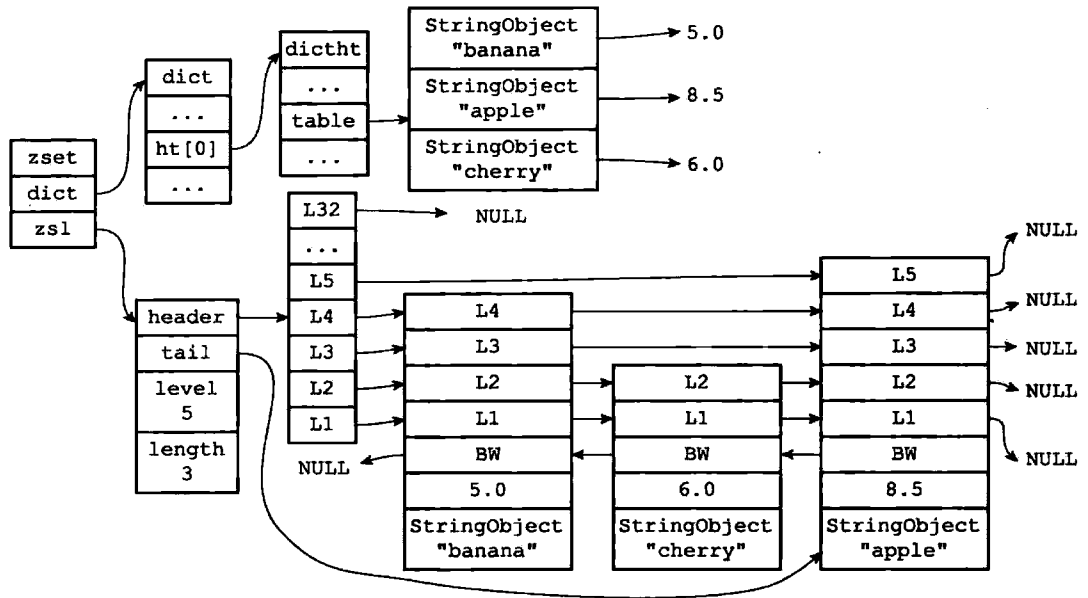 zset
dict
zsl
dict
...
ht[0]
...
dictht
...
table
...
StringObject
"banana"
StringObject
"apple"
StringObject
"cherry"
5.0
8.5
6.0
header
tail
level
5
length
3
L32
...
L5
L4
L3
L2
L1
NULL
NULL
L4
L3
L2
L1
BW
5.0
StringObject
"banana"
L2
L1
BW
6.0
StringObject
"cherry"
L5
L4
L3
L2
L1
BW
8.5
StringObject
"apple"
NULL
NULL
NULL
NULL
NULL